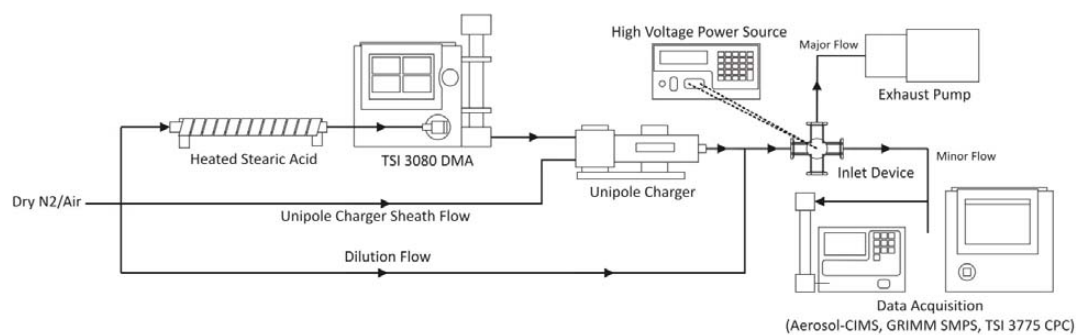 High Voltage Power Source
Major Flow
Exhaust Pump
Heated Stearic Acid
TSI 3080 DMA
Minor Flow
Inlet Device
Unipole Charger
Dry N2/Air
Unipole Charger Sheath Flow
Dilution Flow
Data Acquisition
(Aerosol-CIMS, GRIMM SMPS, TSI 3775 CPC)